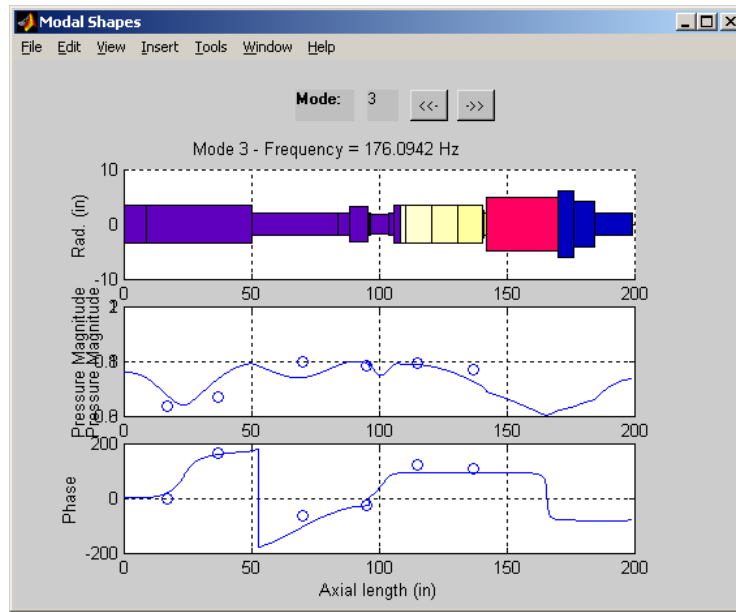 Modal Shapes
File Edit View Insert Tools Window Help
Mode: 3 <<- ->>
Mode 3 - Frequency = 176.0942 Hz
Rad. (in)
10
0
-10
0 50 100 150 200
Pressure Magnitude
Pressure Magnitude
0 50 100 150 200
Phase
200
0
-200
0 50 100 150 200
Axial length (in)